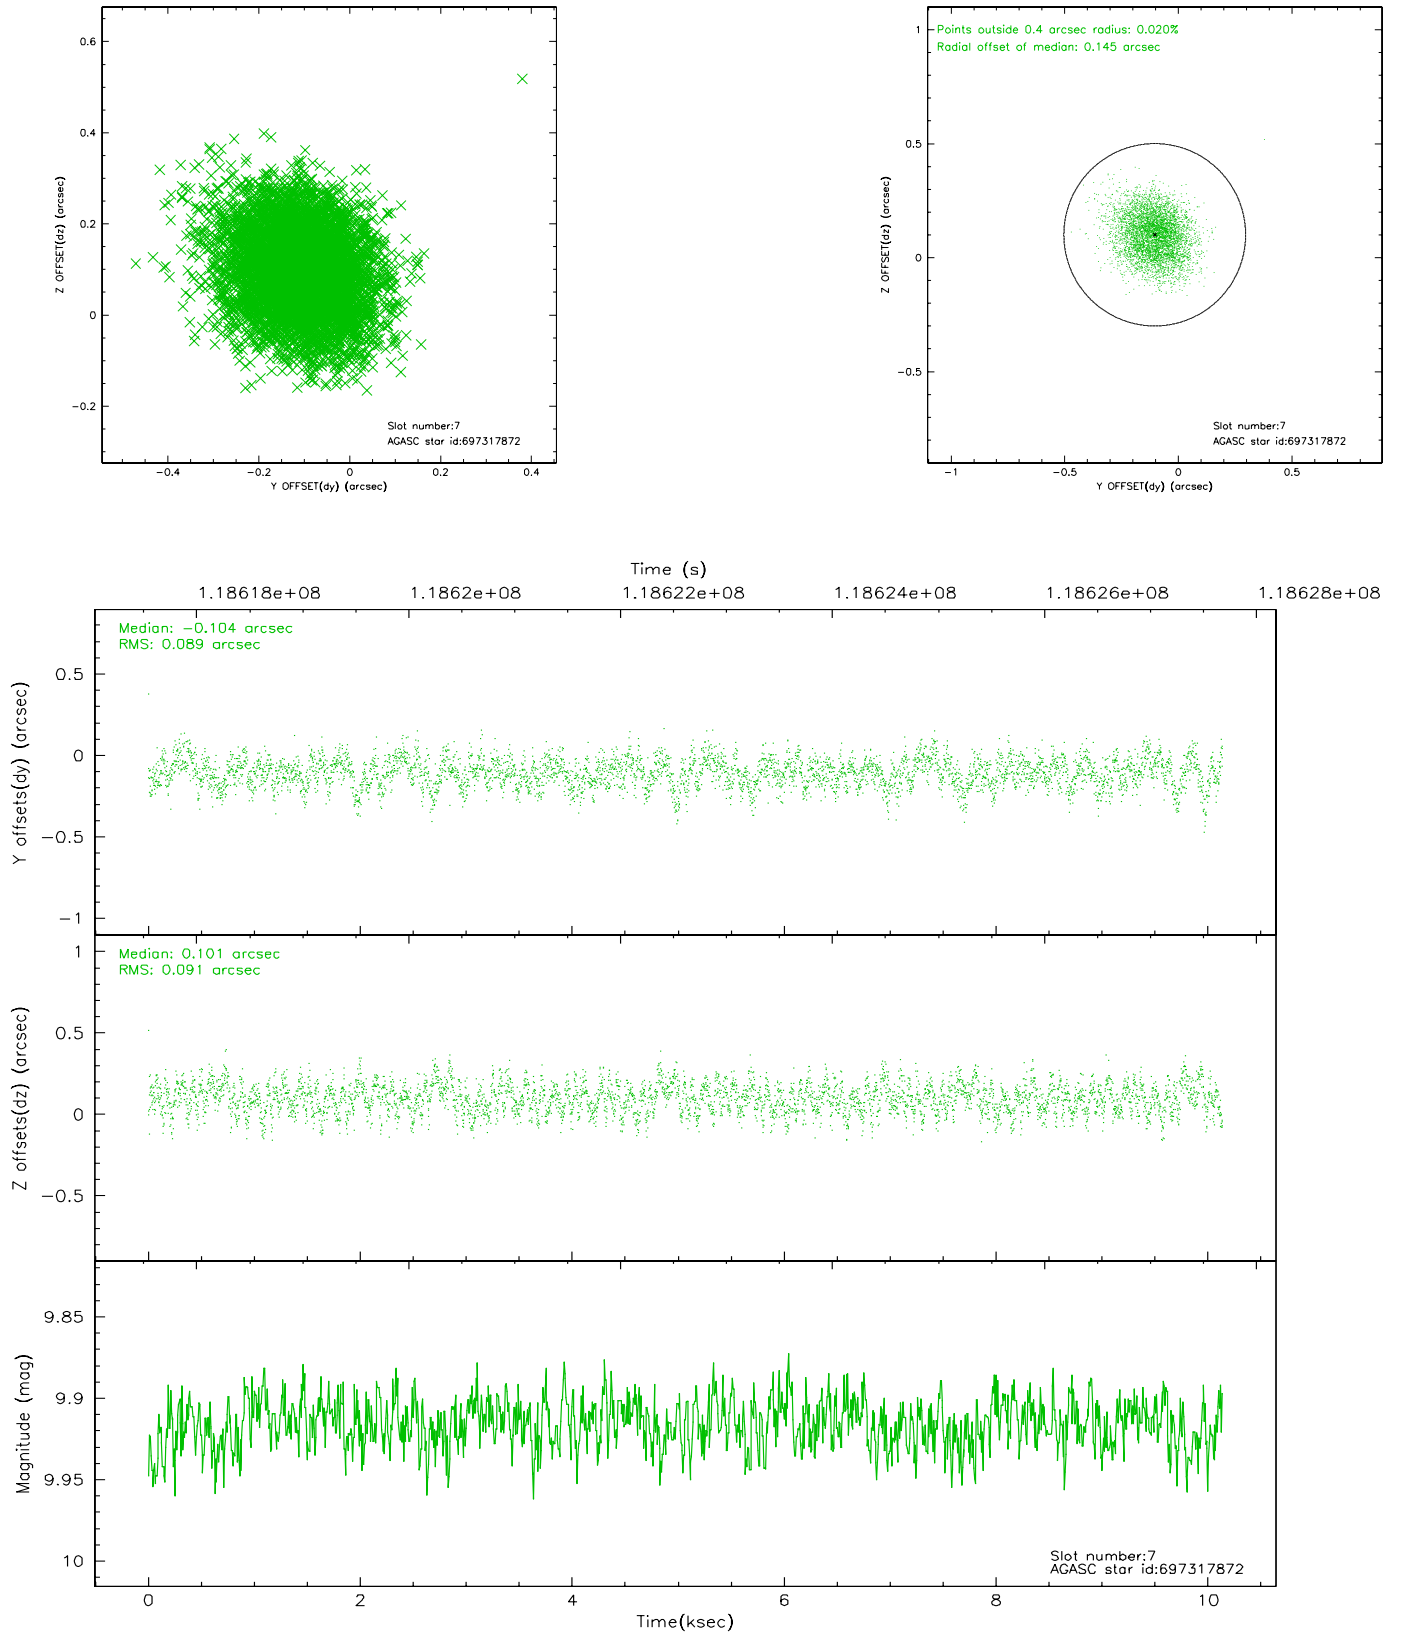 0.6
0.4
0.2
0
−0.2
Z OFFSET(dz) (arcsec)
Slot number:7
AGASC star id:697317872
−0.4 −0.2 0 0.2 0.4
Y OFFSET(dy) (arcsec)
Points outside 0.4 arcsec radius: 0.020%
Radial offset of median: 0.145 arcsec
1
0.5
0
−0.5
Z OFFSET(dz) (arcsec)
Slot number:7
AGASC star id:697317872
−1 −0.5 0 0.5
Y OFFSET(dy) (arcsec)
Time (s)
1.18618e+08 1.1862e+08 1.18622e+08 1.18624e+08 1.18626e+08 1.18628e+08
Median: −0.104 arcsec
RMS: 0.089 arcsec
0.5
0
−0.5
−1
Y offsets(dy) (arcsec)
Median: 0.101 arcsec
RMS: 0.091 arcsec
1
0.5
0
−0.5
Z offsets(dz) (arcsec)
9.85
9.9
9.95
10
Magnitude (mag)
Slot number:7
AGASC star id:697317872
0 2 4 6 8 10
Time(ksec)